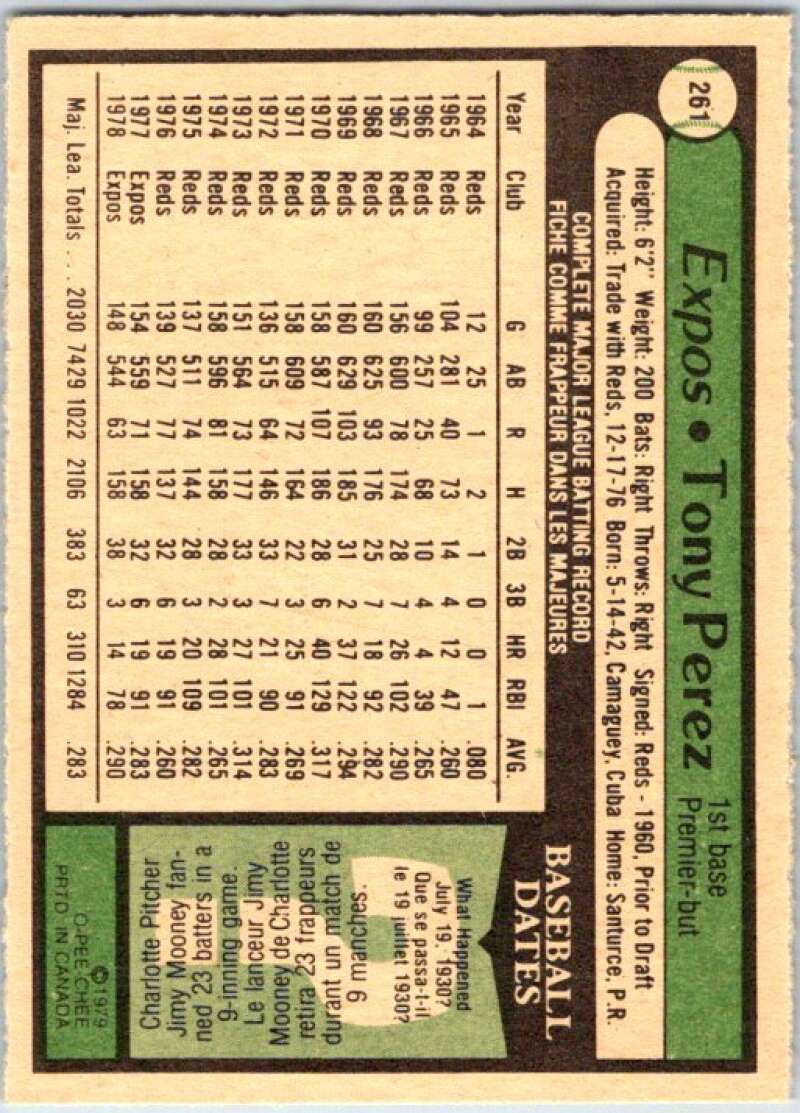 261
Expos • Tony Perez
1st base
Premier-but
Height: 6'2" Weight: 200 Bats: Right Throws: Right Signed: Reds - 1960, Prior to Draft
Acquired: Trade with Reds, 12-17-76 Born: 5-14-42, Camaguey, Cuba Home: Santurce, P.R.
COMPLETE MAJOR LEAGUE BATTING RECORD
FICHE COMME FRAPPEUR DANS LES MAJEURES
Year Club G AB R H 2B 3B HR RBI AVG.
1964 Reds 12 25 1 2 1 0 0 1 .080
1965 Reds 104 281 40 73 14 4 12 47 .260
1966 Reds 99 257 25 68 10 4 4 39 .265
1967 Reds 156 600 78 174 28 7 26 102 .290
1968 Reds 160 625 93 176 25 7 18 92 .282
1969 Reds 160 629 103 185 31 2 37 122 .294
1970 Reds 158 587 107 186 28 6 40 129 .317
1971 Reds 158 609 72 164 22 3 25 91 .269
1972 Reds 136 515 64 146 33 7 21 90 .283
1973 Reds 151 564 73 177 33 3 27 101 .314
1974 Reds 158 596 81 158 28 2 28 101 .265
1975 Reds 137 511 74 144 28 3 20 109 .282
1976 Reds 139 527 77 137 32 6 19 91 .260
1977 Expos 154 559 71 158 32 6 19 91 .283
1978 Expos 148 544 63 158 38 3 14 78 .290
Maj. Lea. Totals . . . 2030 7429 1022 2106 383 63 310 1284 .283
BASEBALL
DATES
What Happened
July 19, 1930?
Que se passa-t-il
le 19 juillet 1930?
Charlotte Pitcher
Jimy Mooney fan-
ned 23 batters in a
9-inning game.
Le lanceur Jimy
Mooney de Charlotte
retira 23 frappeurs
durant un match de
9 manches.
©1979
O-PEE-CHEE
PRTD. IN CANADA